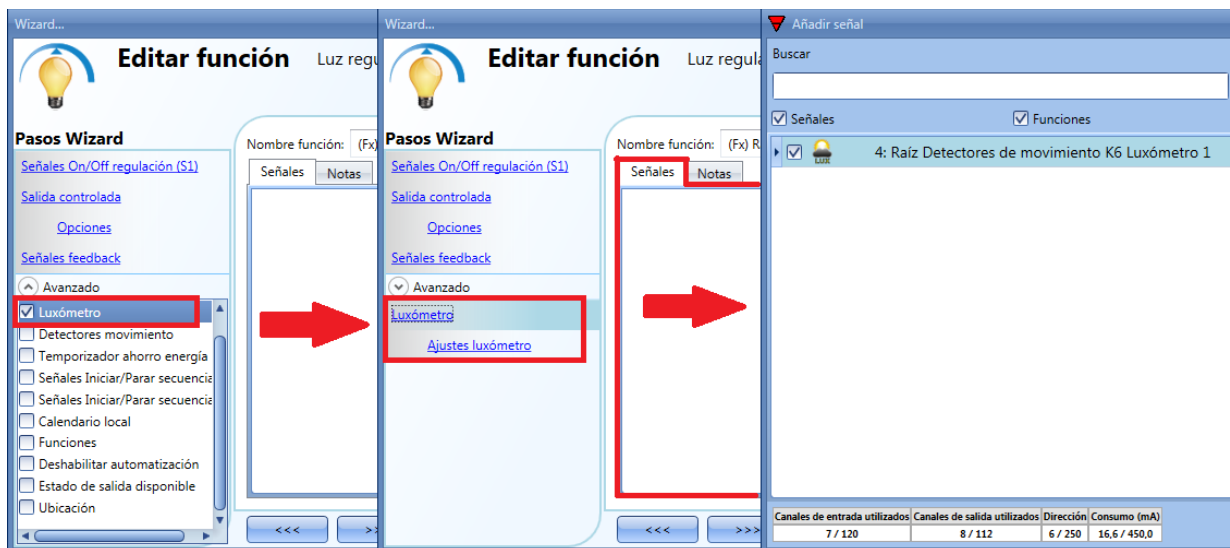 Wizard...
Editar función Luz regu
Pasos Wizard
Señales On/Off regulación (S1)
Salida controlada
Opciones
Señales feedback
Avanzado
Luxómetro
Detectores movimiento
Temporizador ahorro energía
Señales Iniciar/Parar secuencia
Señales Iniciar/Parar secuencia
Calendario local
Funciones
Deshabilitar automatización
Estado de salida disponible
Ubicación
Nombre función: (Fx)
Señales Notas
<<< >>
Wizard...
Editar función Luz regula
Pasos Wizard
Señales On/Off regulación (S1)
Salida controlada
Opciones
Señales feedback
Avanzado
Luxómetro
Ajustes luxómetro
Nombre función: (Fx) R
Señales Notas
<<< >>>
Añadir señal
Buscar
Señales Funciones
LUX 4: Raíz Detectores de movimiento K6 Luxómetro 1
Canales de entrada utilizados Canales de salida utilizados Dirección Consumo (mA)
7 / 120 8 / 112 6 / 250 16,6 / 450,0